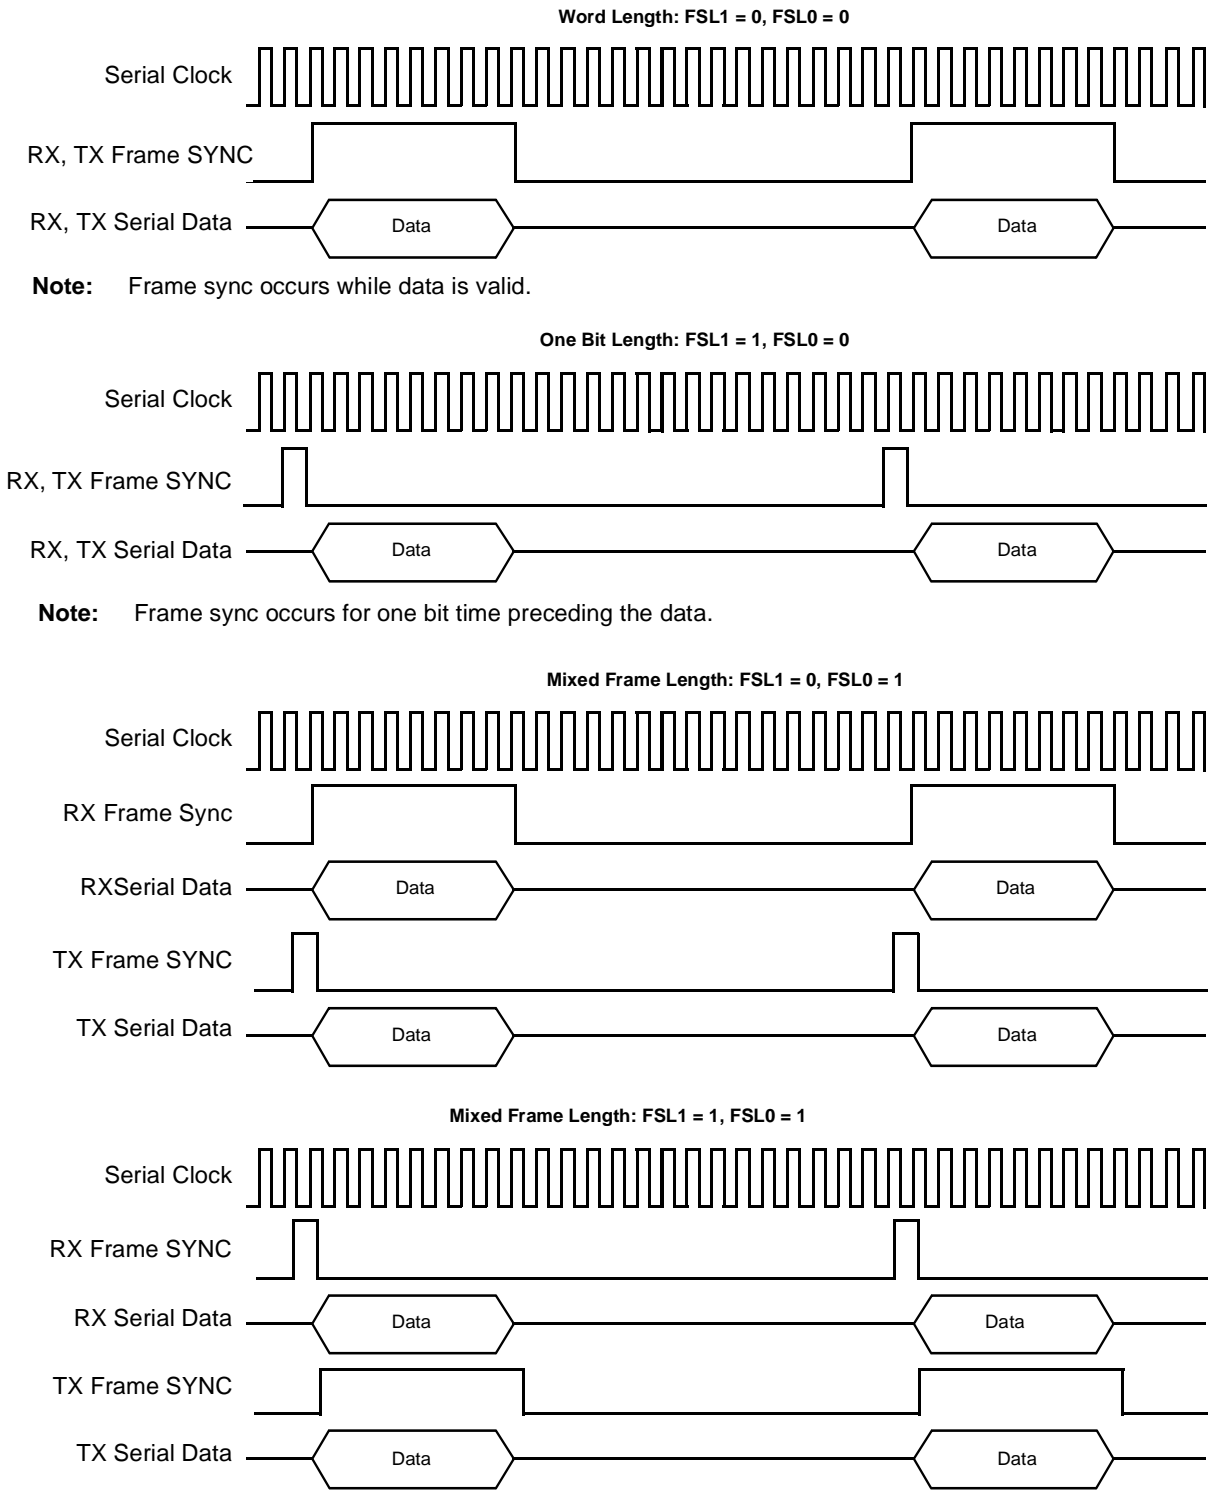 Word Length: FSL1 = 0, FSL0 = 0
Serial Clock
RX, TX Frame SYNC
RX, TX Serial Data
Data
Data
Note: Frame sync occurs while data is valid.
One Bit Length: FSL1 = 1, FSL0 = 0
Serial Clock
RX, TX Frame SYNC
RX, TX Serial Data
Data
Data
Note: Frame sync occurs for one bit time preceding the data.
Mixed Frame Length: FSL1 = 0, FSL0 = 1
Serial Clock
RX Frame Sync
RXSerial Data
Data
Data
TX Frame SYNC
TX Serial Data
Data
Data
Mixed Frame Length: FSL1 = 1, FSL0 = 1
Serial Clock
RX Frame SYNC
RX Serial Data
Data
Data
TX Frame SYNC
TX Serial Data
Data
Data